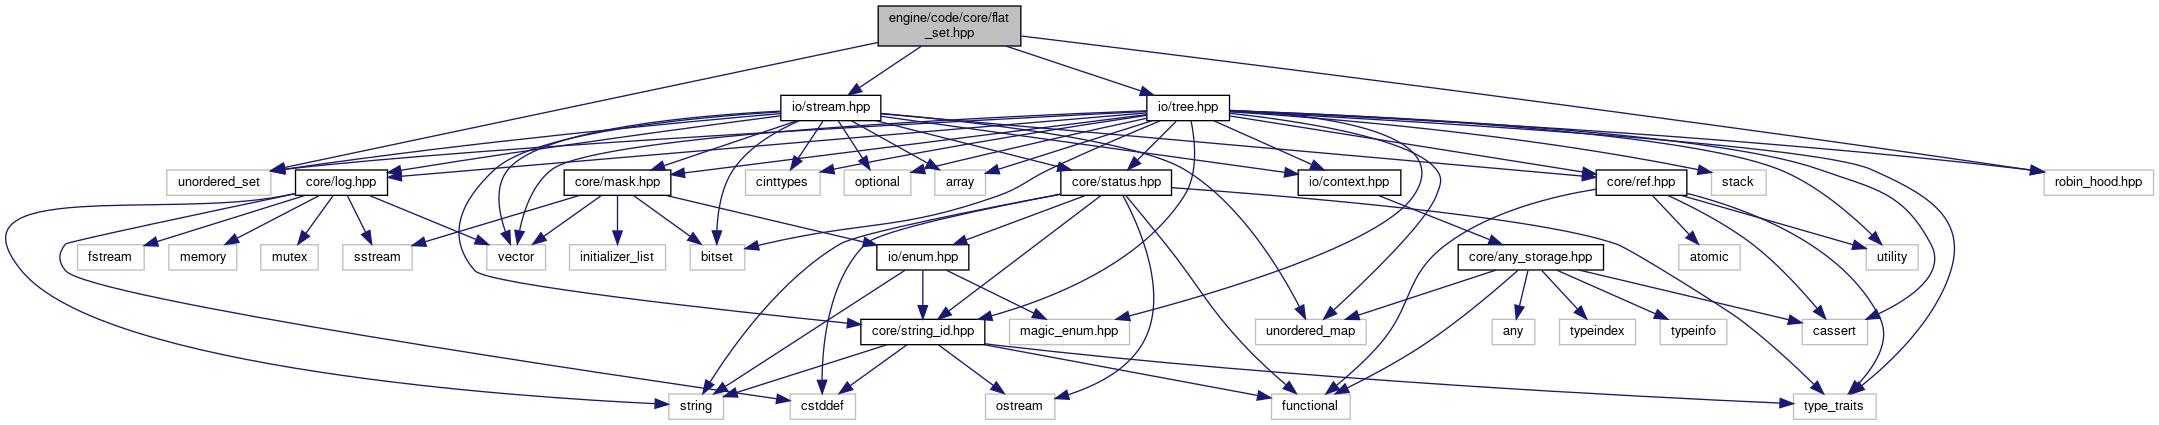 engine/code/core/flat
_set.hpp
io/stream.hpp
io/tree.hpp
unordered_set
core/log.hpp
core/mask.hpp
cinttypes
optional
array
core/status.hpp
io/context.hpp
core/ref.hpp
stack
robin_hood.hpp
fstream
memory
mutex
sstream
vector
initializer_list
bitset
io/enum.hpp
core/any_storage.hpp
atomic
utility
core/string_id.hpp
magic_enum.hpp
unordered_map
any
typeindex
typeinfo
cassert
string
cstddef
ostream
functional
type_traits